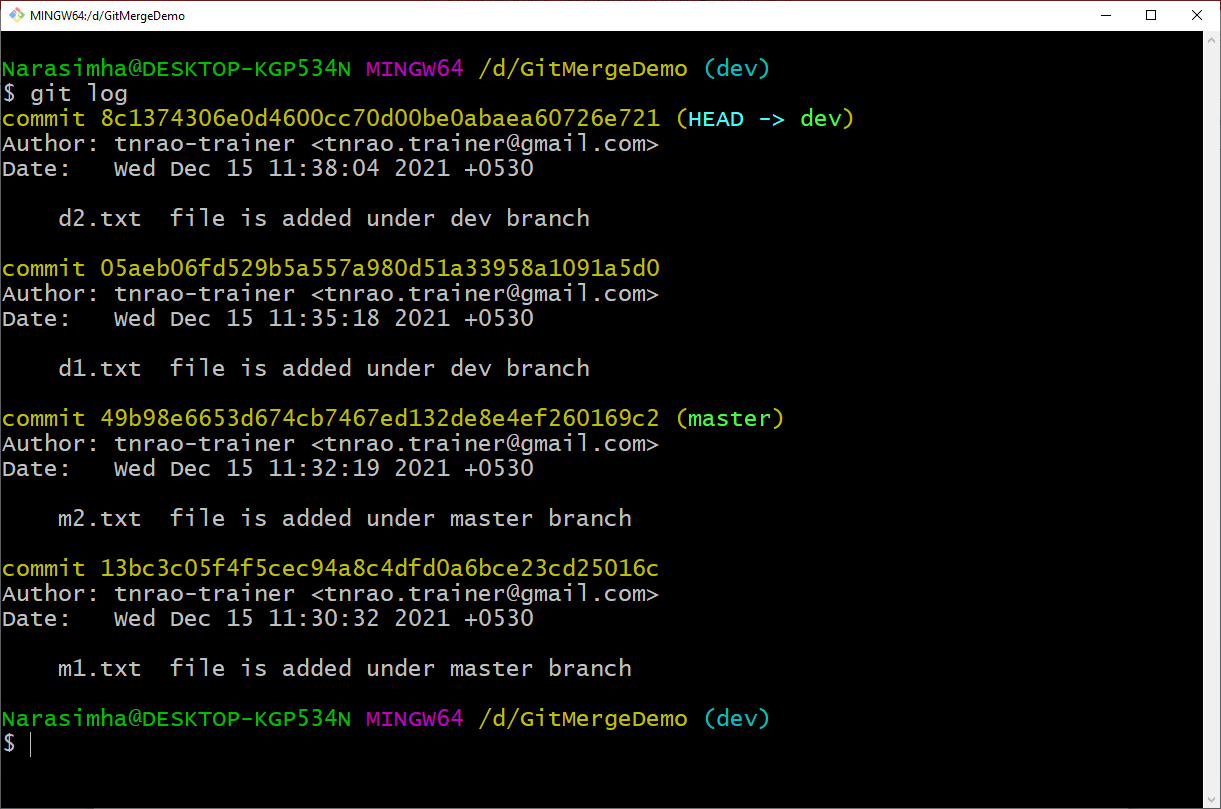 MINGW64:/d/GitMergeDemo
Narasimha@DESKTOP-KGP534N MINGW64 /d/GitMergeDemo (dev)
$ git log
commit 8c1374306e0d4600cc70d00be0abaea60726e721 (HEAD -> dev)
Author: tnrao-trainer <tnrao.trainer@gmail.com>
Date:   Wed Dec 15 11:38:04 2021 +0530
    d2.txt  file is added under dev branch
commit 05aeb06fd529b5a557a980d51a33958a1091a5d0
Author: tnrao-trainer <tnrao.trainer@gmail.com>
Date:   Wed Dec 15 11:35:18 2021 +0530
    d1.txt  file is added under dev branch
commit 49b98e6653d674cb7467ed132de8e4ef260169c2 (master)
Author: tnrao-trainer <tnrao.trainer@gmail.com>
Date:   Wed Dec 15 11:32:19 2021 +0530
    m2.txt  file is added under master branch
commit 13bc3c05f4f5cec94a8c4dfd0a6bce23cd25016c
Author: tnrao-trainer <tnrao.trainer@gmail.com>
Date:   Wed Dec 15 11:30:32 2021 +0530
    m1.txt  file is added under master branch
Narasimha@DESKTOP-KGP534N MINGW64 /d/GitMergeDemo (dev)
$